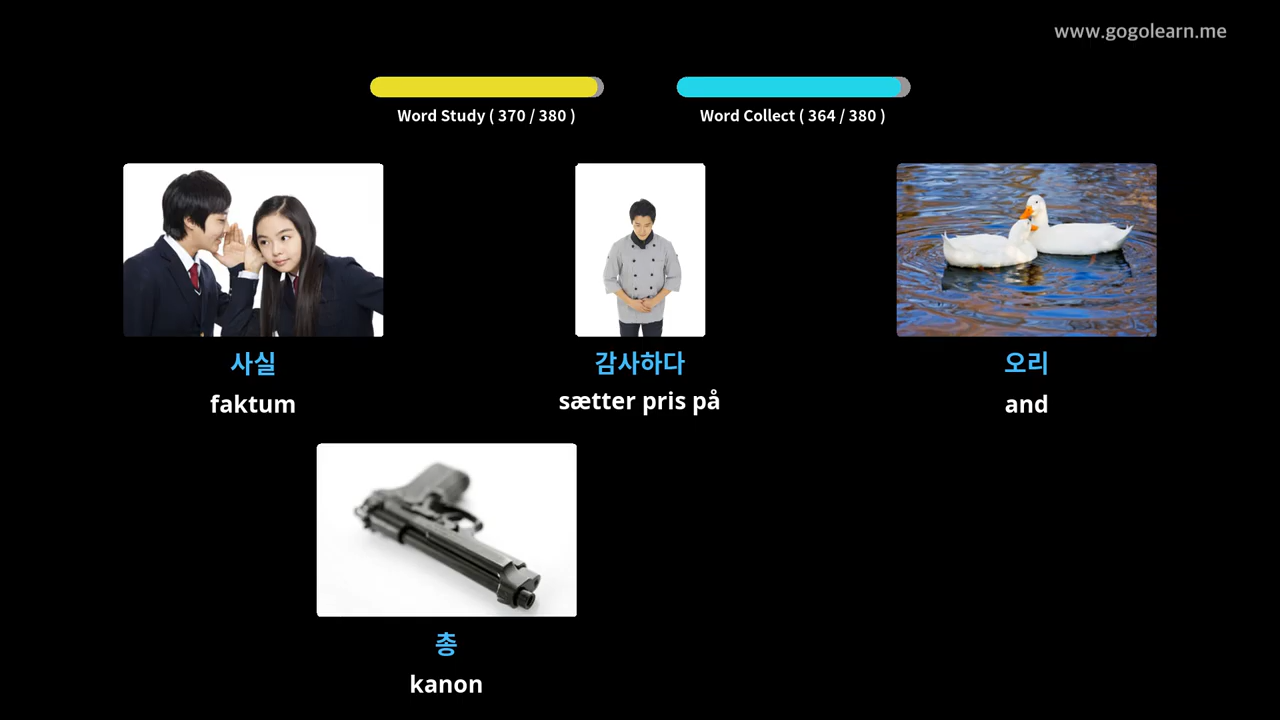 www.gogolearn.me
Word Study ( 370 / 380 )
Word Collect ( 364 / 380 )
사실
faktum
감사하다
sætter pris på
오리
and
총
kanon